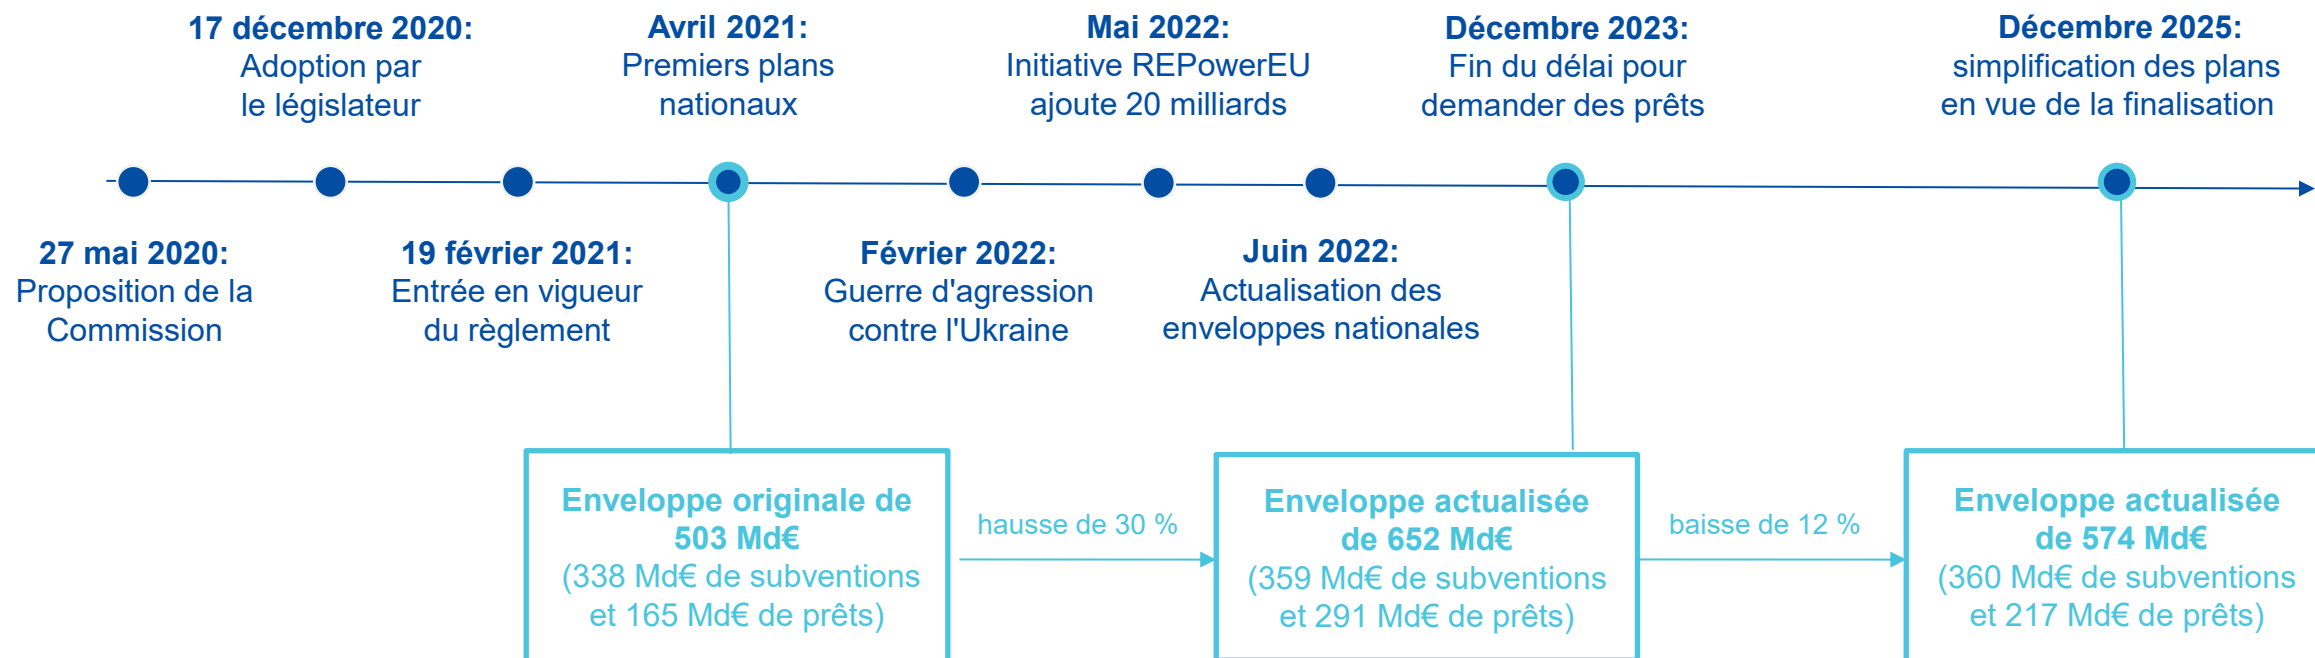 17 décembre 2020:
Adoption par
le législateur
Avril 2021:
Premiers plans
nationaux
Mai 2022:
Initiative REPowerEU
ajoute 20 milliards
Décembre 2023:
Fin du délai pour
demander des prêts
Décembre 2025:
simplification des plans
en vue de la finalisation
27 mai 2020:
Proposition de la
Commission
19 février 2021:
Entrée en vigueur
du règlement
Février 2022:
Guerre d'agression
contre l'Ukraine
Juin 2022:
Actualisation des
enveloppes nationales
Enveloppe originale de
503 Md€
(338 Md€ de subventions
et 165 Md€ de prêts)
hausse de 30 %
Enveloppe actualisée
de 652 Md€
(359 Md€ de subventions
et 291 Md€ de prêts)
baisse de 12 %
Enveloppe actualisée
de 574 Md€
(360 Md€ de subventions
et 217 Md€ de prêts)